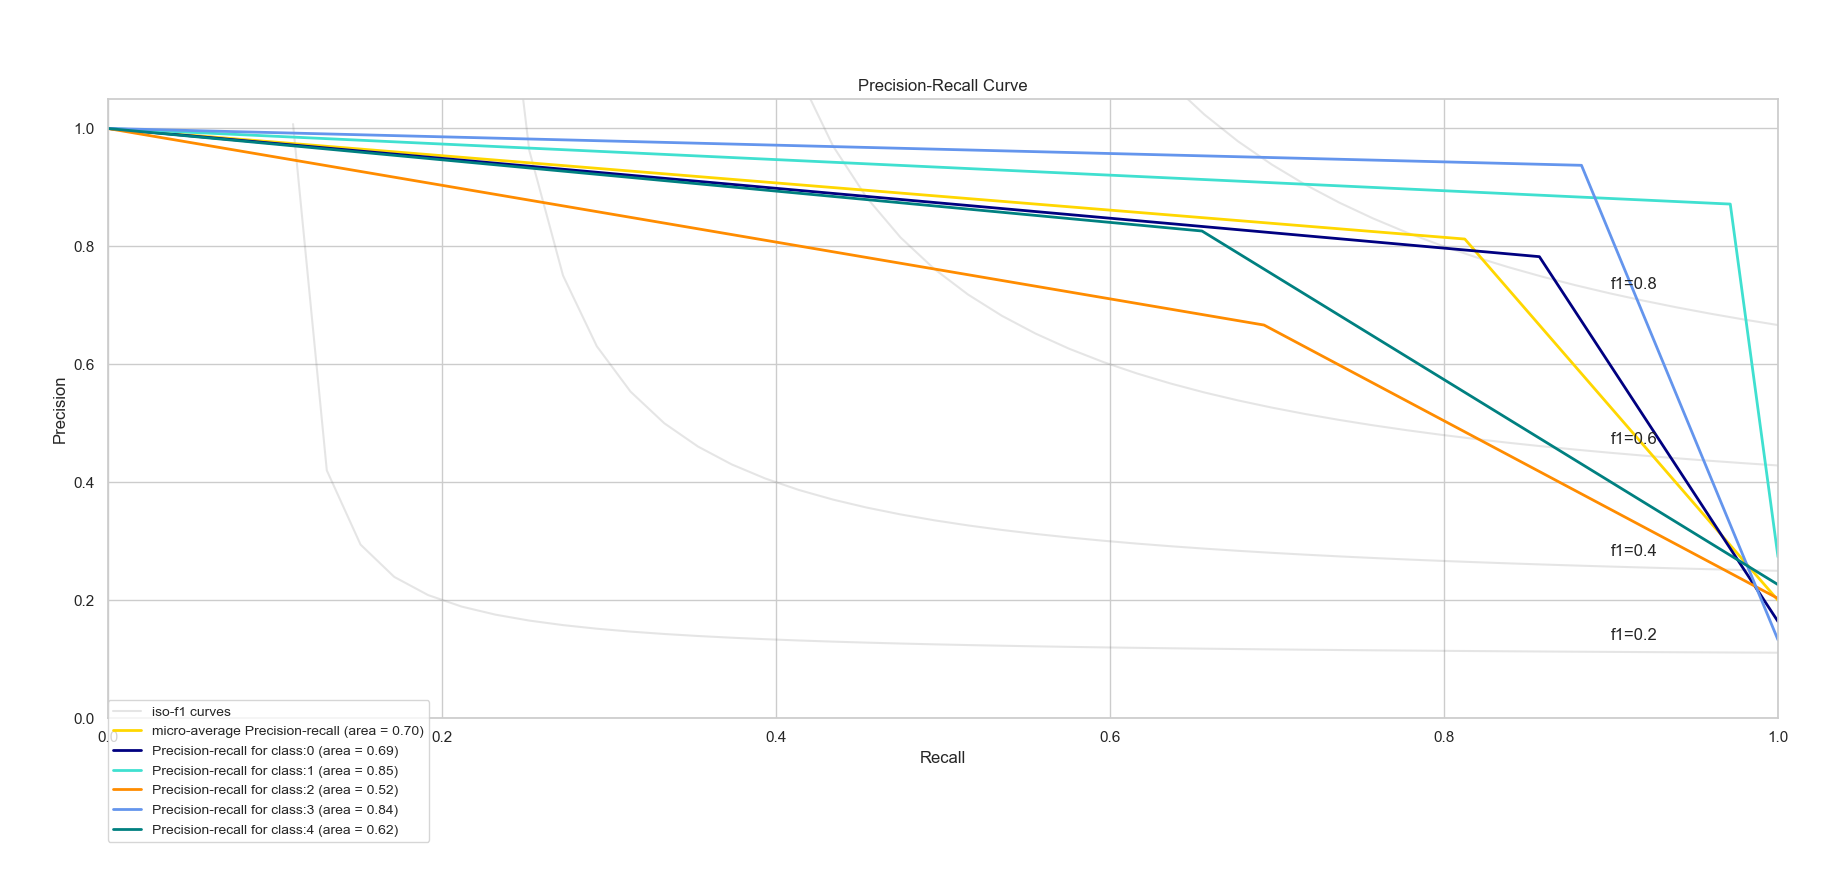 Precision-Recall Curve
1.0
0.8
0.6
0.4
0.2
0.0
Precision
f1=0.8
f1=0.6
f1=0.4
f1=0.2
0.0
0.2
0.4
0.6
0.8
1.0
Recall
iso-f1 curves
micro-average Precision-recall (area = 0.70)
Precision-recall for class:0 (area = 0.69)
Precision-recall for class:1 (area = 0.85)
Precision-recall for class:2 (area = 0.52)
Precision-recall for class:3 (area = 0.84)
Precision-recall for class:4 (area = 0.62)